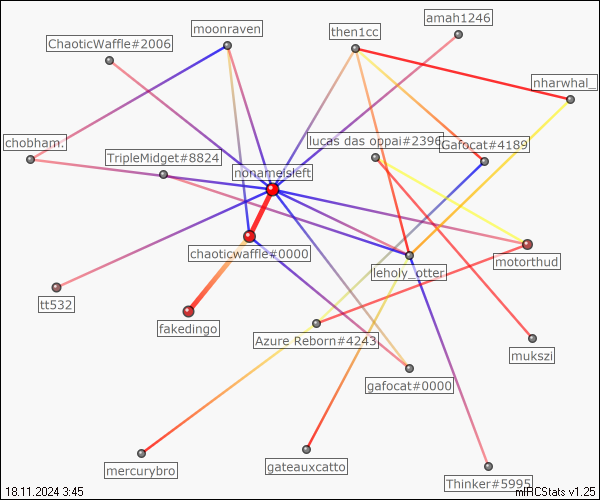 amah1246
moonraven
then1cc
ChaoticWaffle#2006
nharwhal_
chobham.
lucas das oppai#2396
Gafocat#4189
TripleMidget#8824
nonameisleft
chaoticwaffle#0000
motorthud
leholy_otter
tt532
fakedingo
Azure Reborn#4243
mukszi
gafocat#0000
mercurybro
gateauxcatto
Thinker#5995
18.11.2024 3:45
mIRCStats v1.25